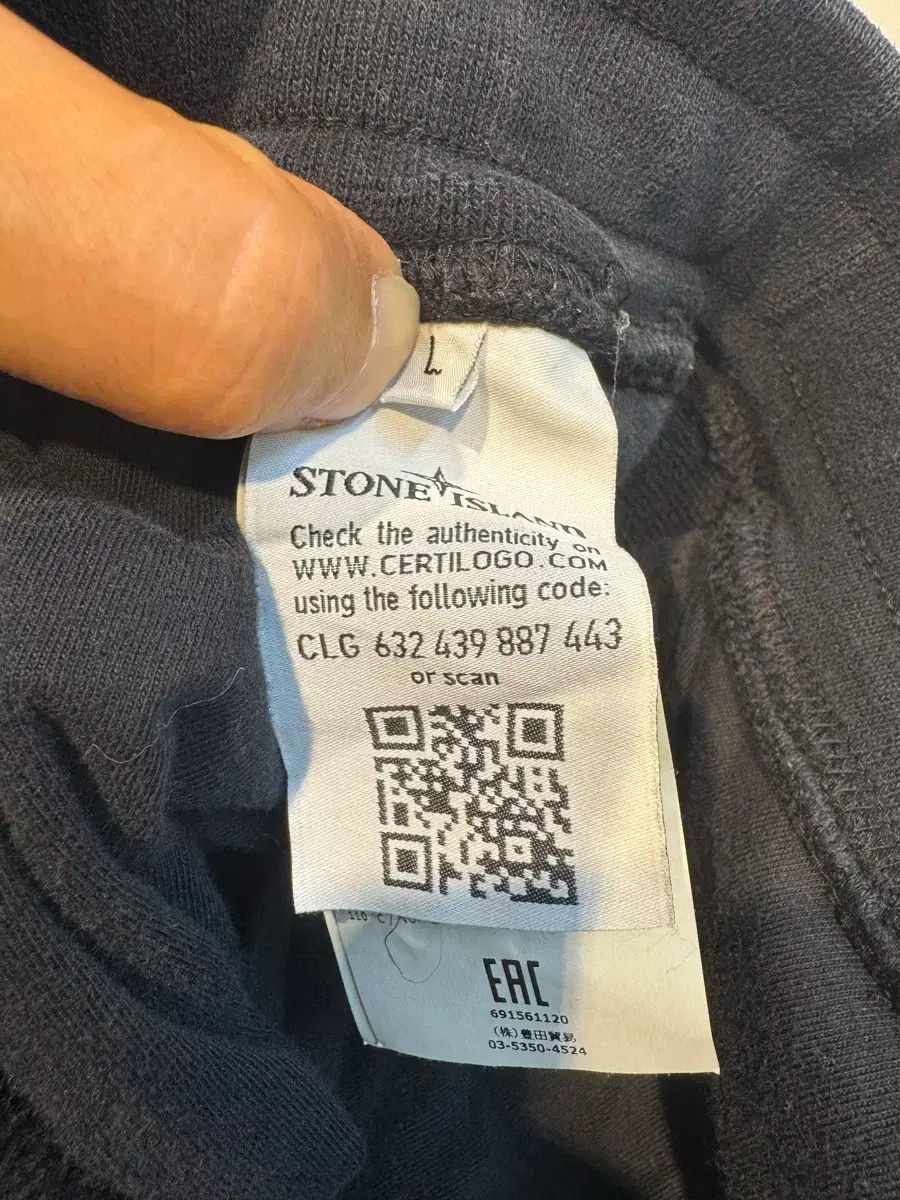 L
STONE ISLAND
Check the authenticity on
WWW.CERTILOGO.COM
using the following code:
CLG 632 439 887 443
or scan
110°C
EAC
691561120
(株)豊田貿易
03-5350-4524